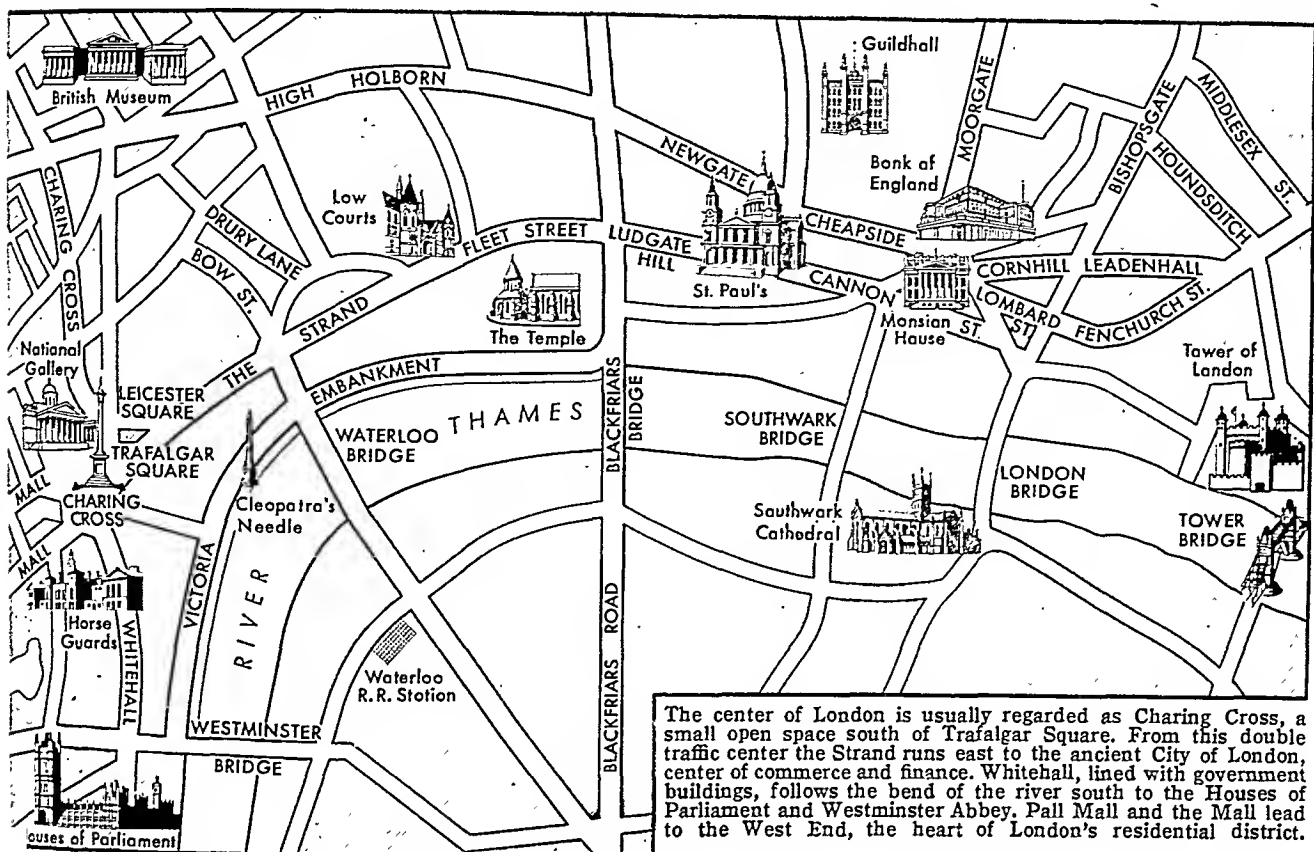 British Museum
HIGH HOLBORN
Guildhall
MOORGATE
BISHOPSGATE
MIDDLESEX ST.
HOUNDSDITCH
NEWGATE
Bank of
England
CHARING CROSS
Low
Courts
DRURY LANE
BOW ST.
FLEET STREET
LUDGATE
HILL
St. Paul's
CHEAPSIDE
CANNON ST.
Monsian
House
CORNHILL
LEADENHALL
LOMBARD
ST.
FENCHURCH ST.
THE STRAND
The Temple
National
Gallery
LEICESTER
SQUARE
EMBANKMENT
Tawer of
London
TRAFALGAR
SQUARE
WATERLOO
BRIDGE
THAMES
BLACKFRIARS
BRIDGE
SOUTHWARK
BRIDGE
LONDON
BRIDGE
MALL
CHARING
CROSS
Cleopatra's
Needle
Sauthwark
Cathedral
TOWER
BRIDGE
MALL
VICTORIA
RIVER
Horse
Guards
WHITEHALL
Waterloo
R.R. Station
BLACKFRIARS ROAD
WESTMINSTER
BRIDGE
ouses of Parliament
The center of London is usually regarded as Charing Cross, a
small open space south of Trafalgar Square. From this double
traffic center the Strand runs east to the ancient City of London,
center of commerce and finance. Whitehall, lined with government
buildings, follows the bend of the river south to the Houses of
Parliament and Westminster Abbey. Pall Mall and the Mall lead
to the West End, the heart of London's residential district.